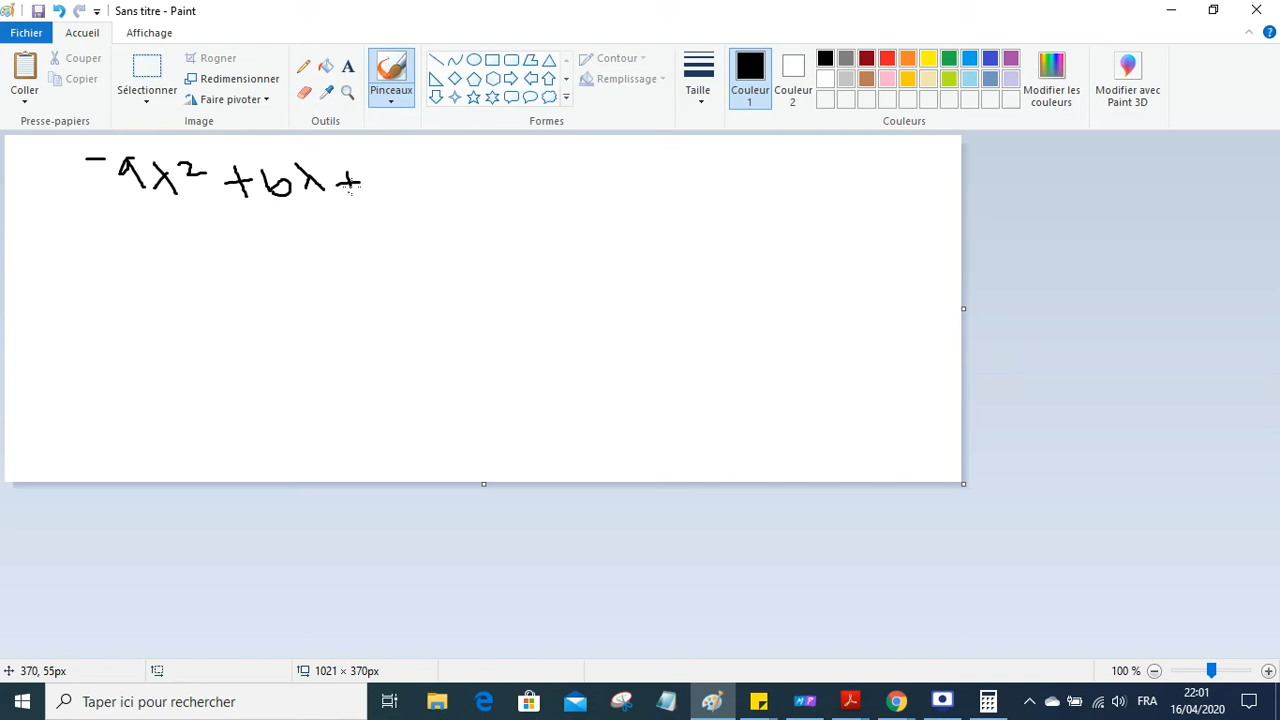 Sans titre - Paint
Fichier Accueil Affichage
Coller
Couper
Copier
Presse-papiers
Sélectionner
Rogner
Redimensionner
Faire pivoter
Image
Outils
Pinceaux
Contour
Remplissage
Formes
Taille
Couleur 1
Couleur 2
Modifier les couleurs
Couleurs
Modifier avec Paint 3D
- ax² + bx +
370, 55px
1021 × 370px
100 %
Taper ici pour rechercher
HP
FRA
22:01
16/04/2020